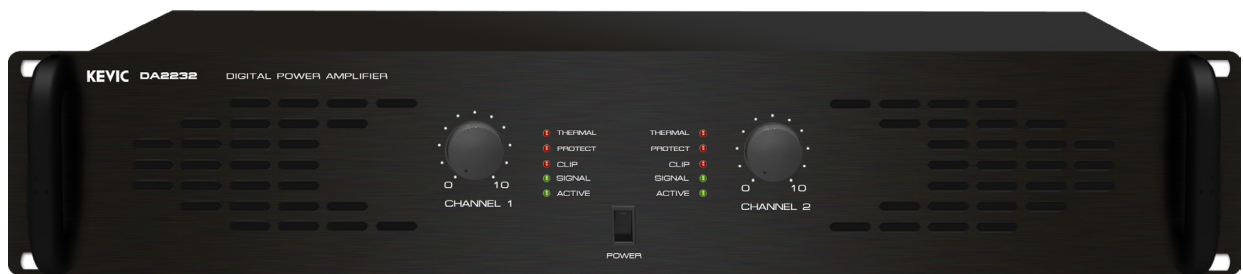 KEVIC DA2232 DIGITAL POWER AMPLIFIER
THERMAL THERMAL
PROTECT PROTECT
CLIP CLIP
SIGNAL SIGNAL
ACTIVE ACTIVE
0 10 0 10
CHANNEL 1 CHANNEL 2
POWER